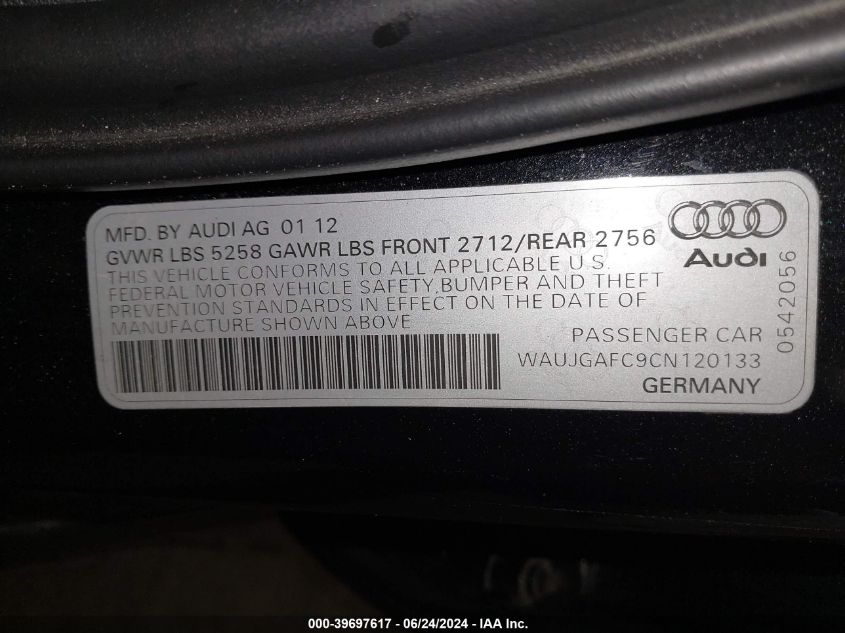 MFD. BY AUDI AG 01 12
GVWR LBS 5258 GAWR LBS FRONT 2712/REAR 2756
THIS VEHICLE CONFORMS TO ALL APPLICABLE U.S.
FEDERAL MOTOR VEHICLE SAFETY,BUMPER AND THEFT
PREVENTION STANDARDS IN EFFECT ON THE DATE OF
MANUFACTURE SHOWN ABOVE
Audi
0542056
PASSENGER CAR
WAUJGAFC9CN120133
GERMANY
000-39697617 - 06/24/2024 - IAA Inc.